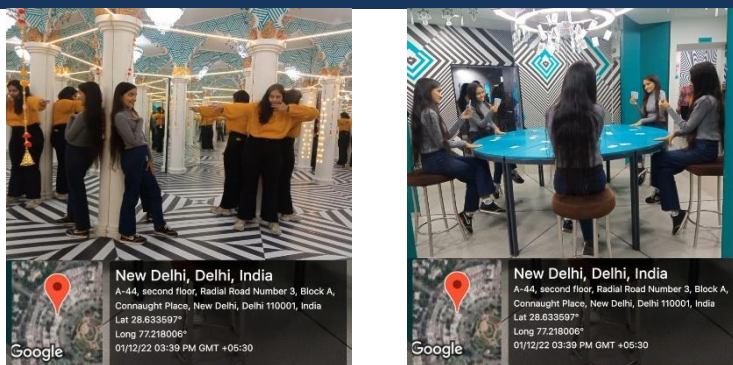 New Delhi, Delhi, India
A-44, second floor, Radial Road Number 3, Block A,
Connaught Place, New Delhi, Delhi 110001, India
Lat 28.633597°
Long 77.218006°
01/12/22 03:39 PM GMT +05:30
Google
New Delhi, Delhi, India
A-44, second floor, Radial Road Number 3, Block A,
Connaught Place, New Delhi, Delhi 110001, India
Lat 28.633597°
Long 77.218006°
01/12/22 03:39 PM GMT +05:30
Google